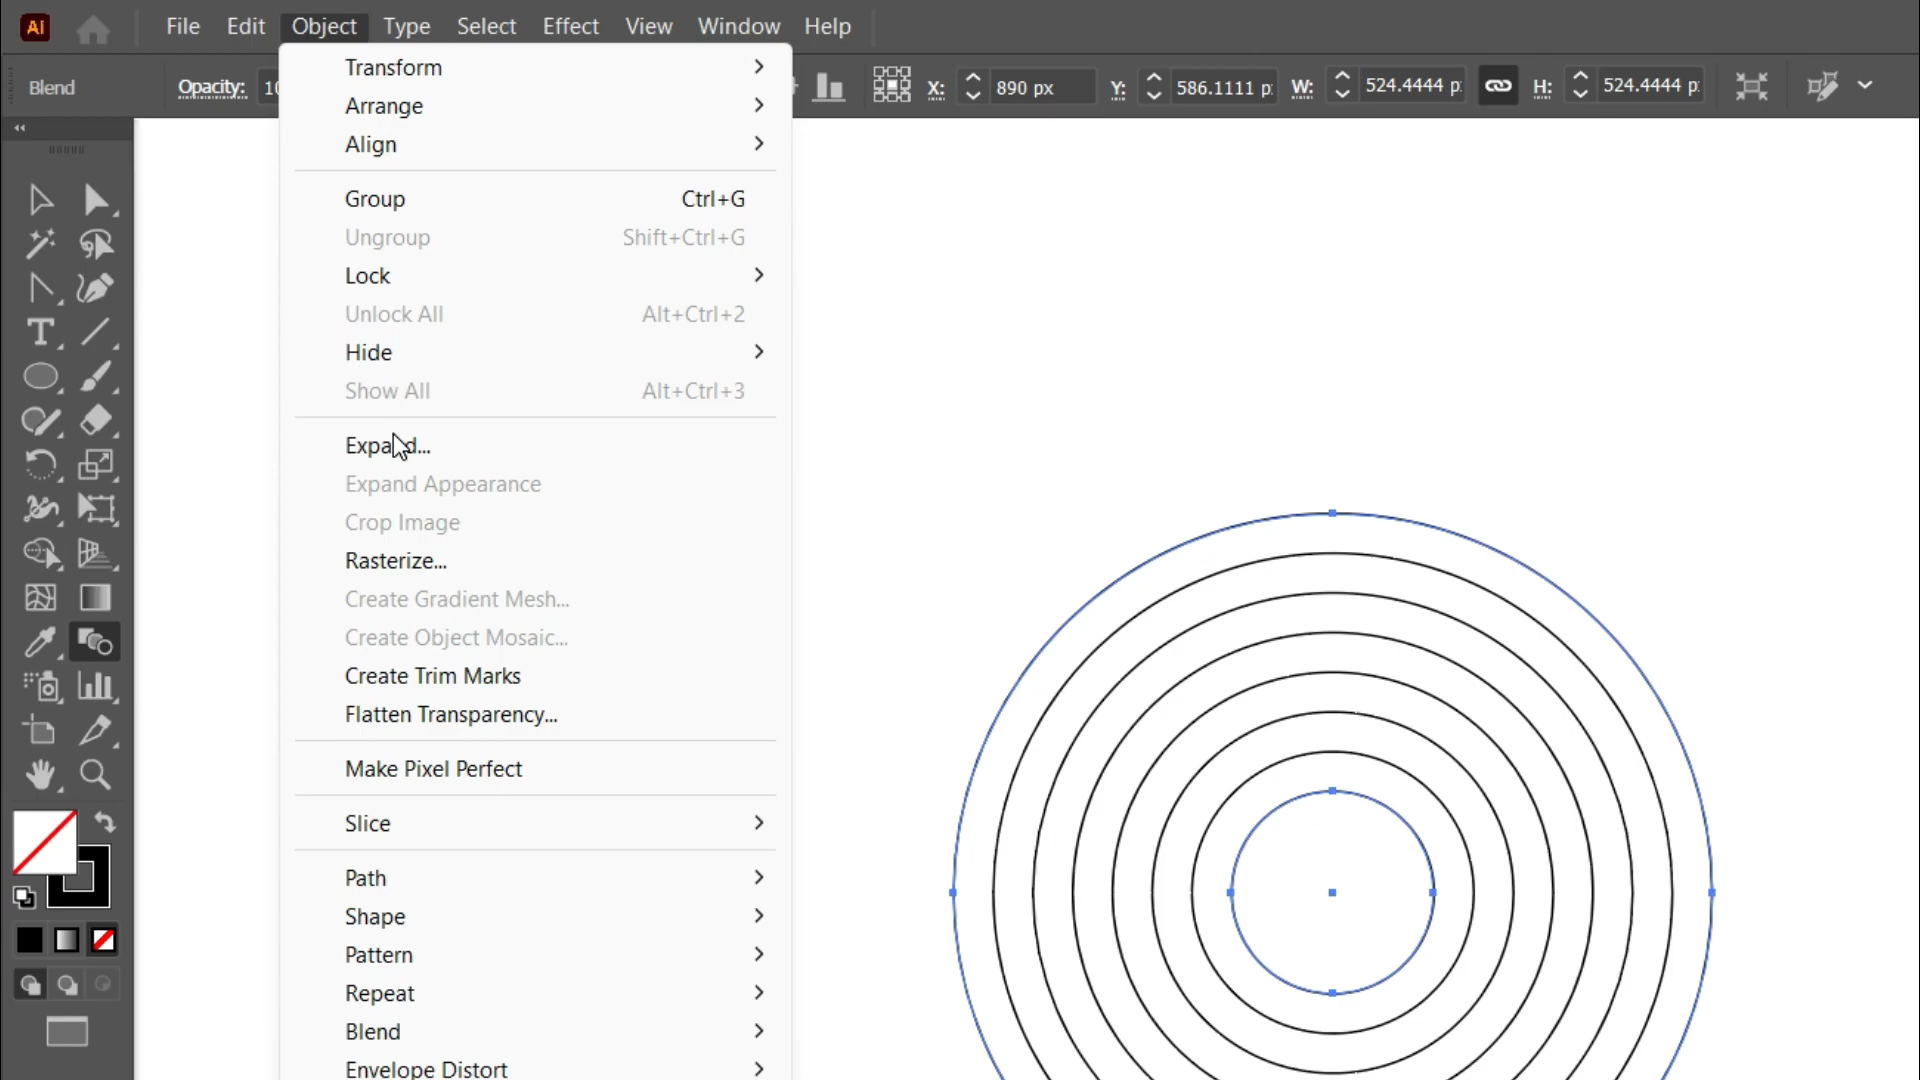 Ai File Edit Object Type Select Effect View Window Help
Blend Opacity: 10 X: 890 px Y: 586.1111 p W: 524.4444 p H: 524.4444 p
Transform
Arrange
Align
Group Ctrl+G
Ungroup Shift+Ctrl+G
Lock
Unlock All Alt+Ctrl+2
Hide
Show All Alt+Ctrl+3
Expand...
Expand Appearance
Crop Image
Rasterize...
Create Gradient Mesh...
Create Object Mosaic...
Create Trim Marks
Flatten Transparency...
Make Pixel Perfect
Slice
Path
Shape
Pattern
Repeat
Blend
Envelope Distort